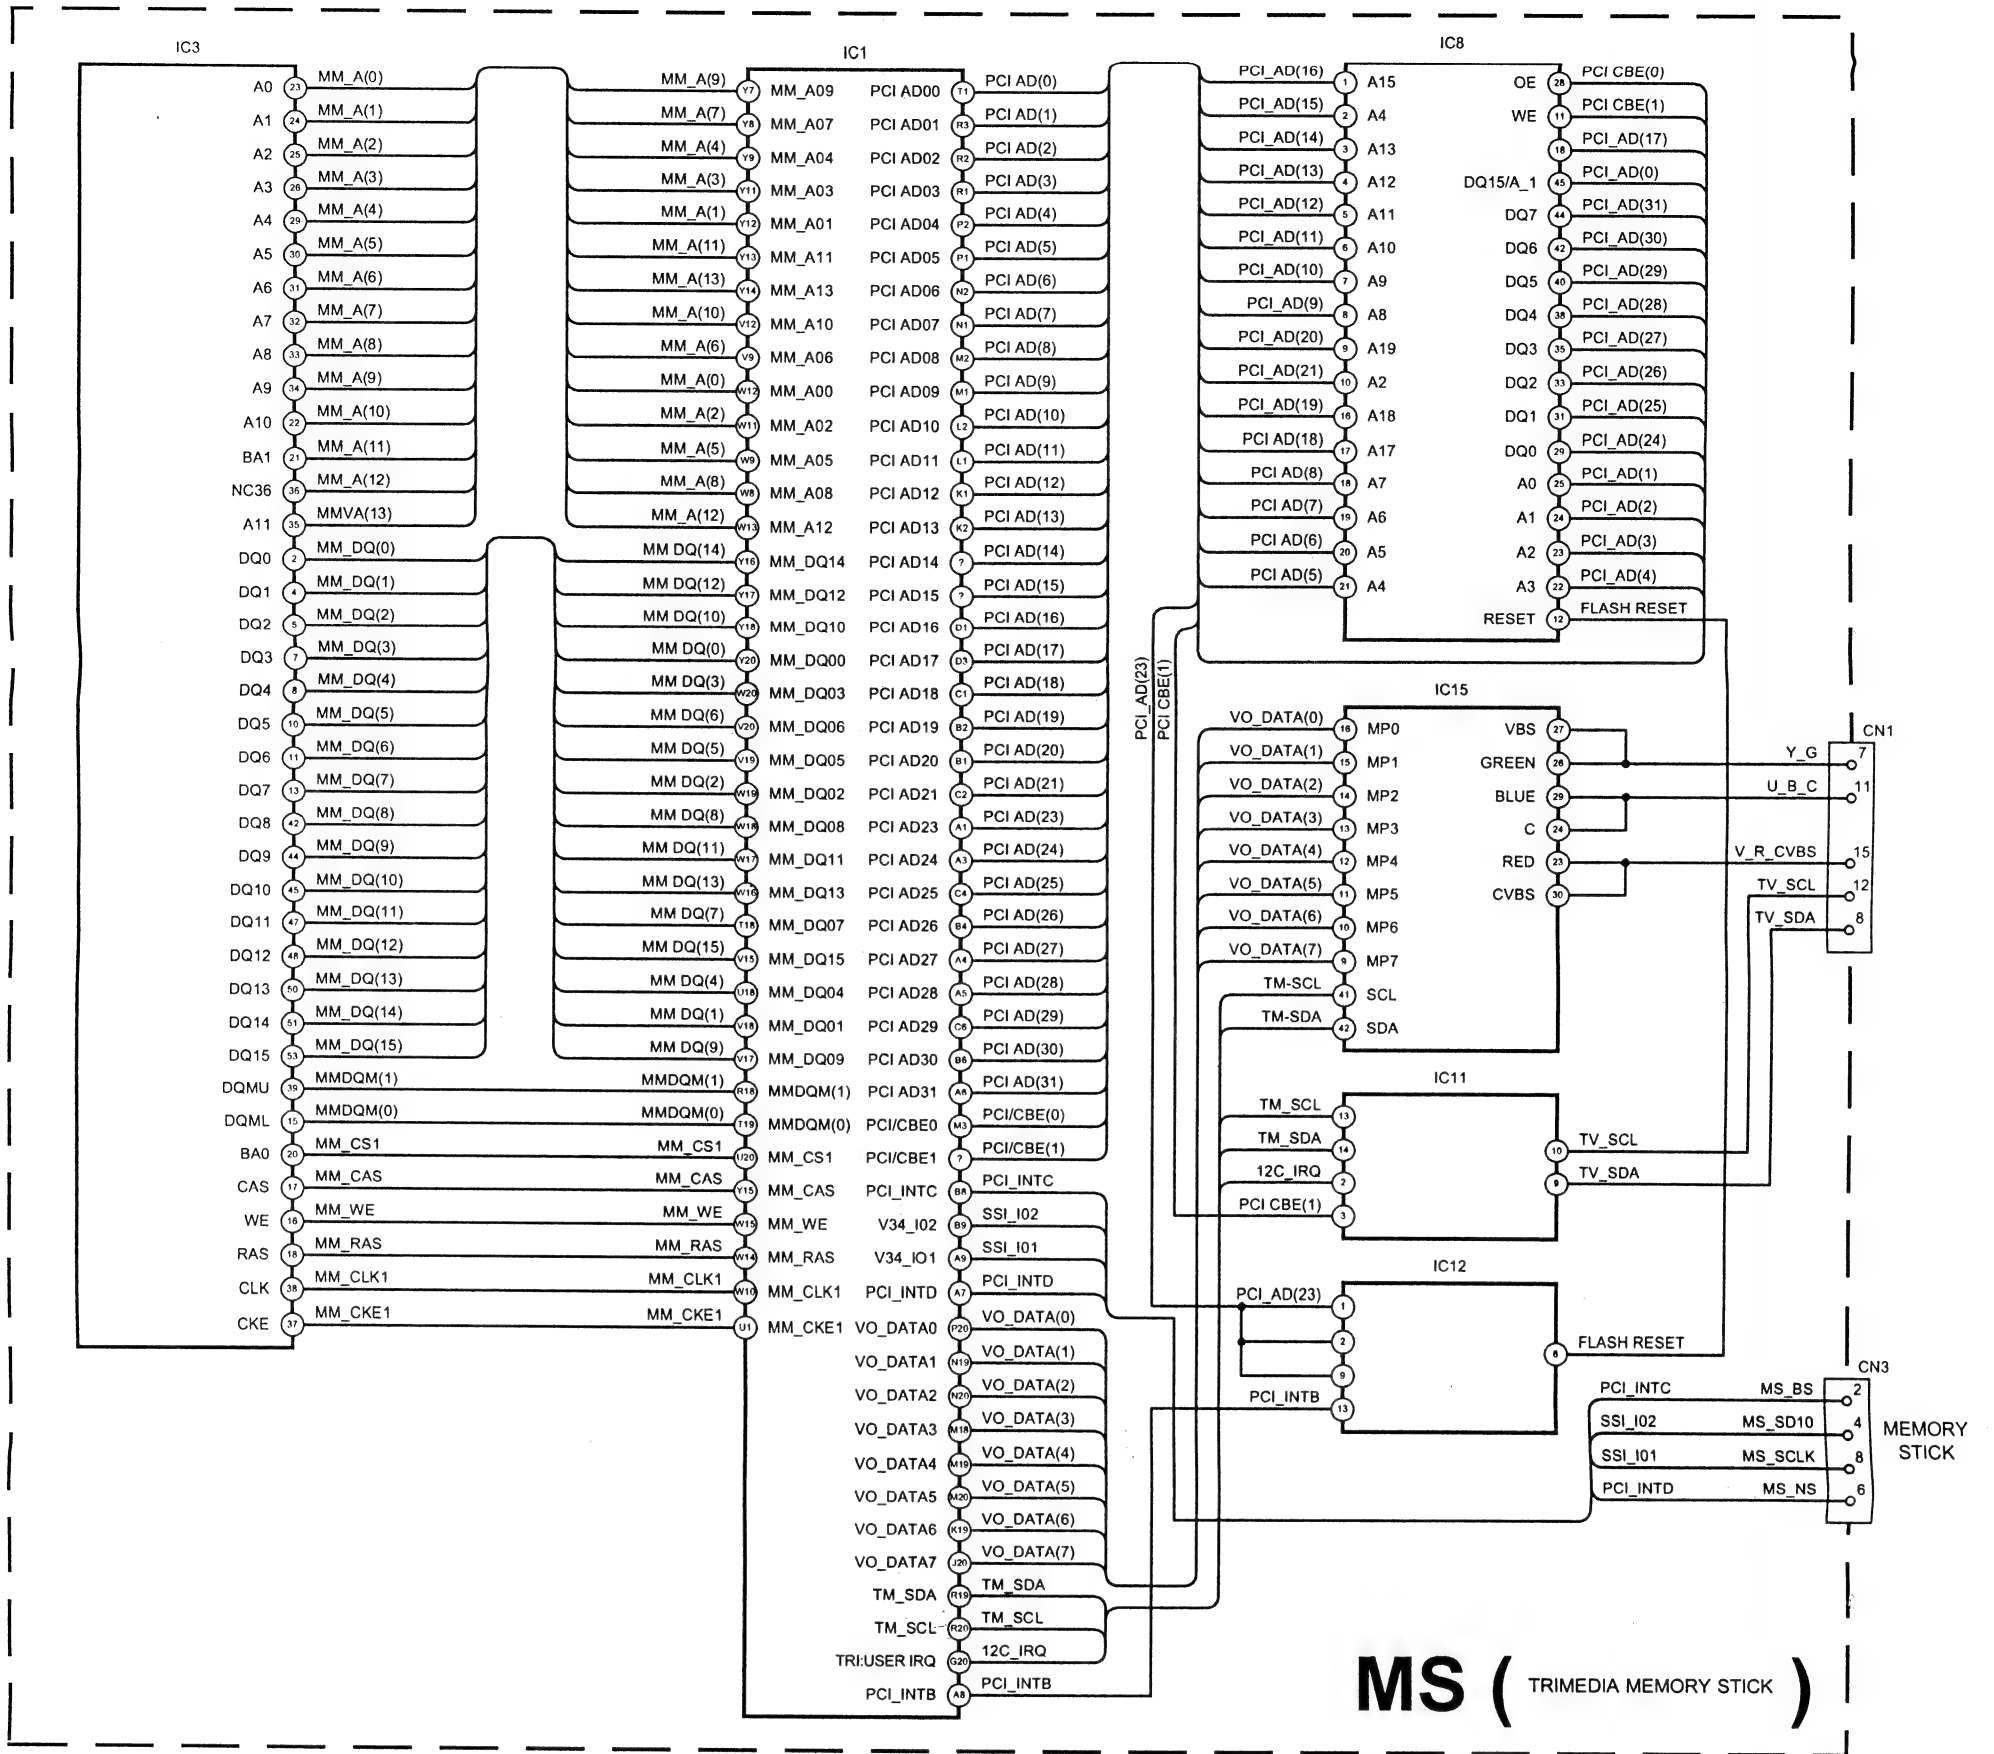 IC3
A0 23 MM_A(0)
A1 24 MM_A(1)
A2 25 MM_A(2)
A3 26 MM_A(3)
A4 29 MM_A(4)
A5 30 MM_A(5)
A6 31 MM_A(6)
A7 32 MM_A(7)
A8 33 MM_A(8)
A9 34 MM_A(9)
A10 22 MM_A(10)
BA1 21 MM_A(11)
NC36 36 MM_A(12)
A11 35 MMVA(13)
DQ0 2 MM_DQ(0)
DQ1 4 MM_DQ(1)
DQ2 5 MM_DQ(2)
DQ3 7 MM_DQ(3)
DQ4 8 MM_DQ(4)
DQ5 10 MM_DQ(5)
DQ6 11 MM_DQ(6)
DQ7 13 MM_DQ(7)
DQ8 42 MM_DQ(8)
DQ9 44 MM_DQ(9)
DQ10 45 MM_DQ(10)
DQ11 47 MM_DQ(11)
DQ12 48 MM_DQ(12)
DQ13 50 MM_DQ(13)
DQ14 51 MM_DQ(14)
DQ15 53 MM_DQ(15)
DQMU 39 MMDQM(1)
DQML 15 MMDQM(0)
BA0 20 MM_CS1
CAS 17 MM_CAS
WE 16 MM_WE
RAS 18 MM_RAS
CLK 38 MM_CLK1
CKE 37 MM_CKE1
IC1
MM_A(9) Y7 MM_A09 PCI AD00 T1 PCI AD(0)
MM_A(7) Y8 MM_A07 PCI AD01 R3 PCI AD(1)
MM_A(4) Y9 MM_A04 PCI AD02 R2 PCI AD(2)
MM_A(3) Y11 MM_A03 PCI AD03 R1 PCI AD(3)
MM_A(1) Y12 MM_A01 PCI AD04 P2 PCI AD(4)
MM_A(11) Y13 MM_A11 PCI AD05 P1 PCI AD(5)
MM_A(13) Y14 MM_A13 PCI AD06 N2 PCI AD(6)
MM_A(10) V12 MM_A10 PCI AD07 N1 PCI AD(7)
MM_A(6) V9 MM_A06 PCI AD08 M2 PCI AD(8)
MM_A(0) W12 MM_A00 PCI AD09 M1 PCI AD(9)
MM_A(2) W11 MM_A02 PCI AD10 L2 PCI AD(10)
MM_A(5) W9 MM_A05 PCI AD11 L1 PCI AD(11)
MM_A(8) W8 MM_A08 PCI AD12 K1 PCI AD(12)
MM_A(12) W13 MM_A12 PCI AD13 K2 PCI AD(13)
MM DQ(14) Y16 MM_DQ14 PCI AD14 ? PCI AD(14)
MM DQ(12) Y17 MM_DQ12 PCI AD15 ? PCI AD(15)
MM DQ(10) Y18 MM_DQ10 PCI AD16 D1 PCI AD(16)
MM DQ(0) Y20 MM_DQ00 PCI AD17 D3 PCI AD(17)
MM DQ(3) W20 MM_DQ03 PCI AD18 C1 PCI AD(18)
MM DQ(6) V20 MM_DQ06 PCI AD19 B2 PCI AD(19)
MM DQ(5) V19 MM_DQ05 PCI AD20 B1 PCI AD(20)
MM DQ(2) W19 MM_DQ02 PCI AD21 C2 PCI AD(21)
MM DQ(8) W18 MM_DQ08 PCI AD23 A1 PCI AD(23)
MM DQ(11) W17 MM_DQ11 PCI AD24 A3 PCI AD(24)
MM DQ(13) W16 MM_DQ13 PCI AD25 C4 PCI AD(25)
MM DQ(7) T18 MM_DQ07 PCI AD26 B4 PCI AD(26)
MM DQ(15) V15 MM_DQ15 PCI AD27 A4 PCI AD(27)
MM DQ(4) U18 MM_DQ04 PCI AD28 A5 PCI AD(28)
MM DQ(1) V18 MM_DQ01 PCI AD29 C6 PCI AD(29)
MM DQ(9) V17 MM_DQ09 PCI AD30 B6 PCI AD(30)
MMDQM(1) R18 MMDQM(1) PCI AD31 A6 PCI AD(31)
MMDQM(0) T19 MMDQM(0) PCI/CBE0 M3 PCI/CBE(0)
MM_CS1 U20 MM_CS1 PCI/CBE1 ? PCI/CBE(1)
MM_CAS Y15 MM_CAS PCI_INTC B8 PCI_INTC
MM_WE W15 MM_WE V34_I02 B9 SSI_I02
MM_RAS W14 MM_RAS V34_IO1 A9 SSI_I01
MM_CLK1 W10 MM_CLK1 PCI_INTD A7 PCI_INTD
MM_CKE1 U1 MM_CKE1 VO_DATA0 P20 VO_DATA(0)
VO_DATA1 N19 VO_DATA(1)
VO_DATA2 N20 VO_DATA(2)
VO_DATA3 M18 VO_DATA(3)
VO_DATA4 M19 VO_DATA(4)
VO_DATA5 M20 VO_DATA(5)
VO_DATA6 K19 VO_DATA(6)
VO_DATA7 J20 VO_DATA(7)
TM_SDA R19 TM_SDA
TM_SCL R20 TM_SCL
TRI:USER IRQ G20 12C_IRQ
PCI_INTB A8 PCI_INTB
IC8
PCI_AD(16) 1 A15 OE 28 PCI CBE(0)
PCI_AD(15) 2 A4 WE 11 PCI CBE(1)
PCI_AD(14) 3 A13 18 PCI_AD(17)
PCI_AD(13) 4 A12 DQ15/A_1 45 PCI_AD(0)
PCI_AD(12) 5 A11 DQ7 44 PCI_AD(31)
PCI_AD(11) 6 A10 DQ6 42 PCI_AD(30)
PCI_AD(10) 7 A9 DQ5 40 PCI_AD(29)
PCI_AD(9) 8 A8 DQ4 38 PCI_AD(28)
PCI_AD(20) 9 A19 DQ3 35 PCI_AD(27)
PCI_AD(21) 10 A2 DQ2 33 PCI_AD(26)
PCI_AD(19) 16 A18 DQ1 31 PCI_AD(25)
PCI AD(18) 17 A17 DQ0 29 PCI_AD(24)
PCI AD(8) 18 A7 A0 25 PCI_AD(1)
PCI_AD(7) 19 A6 A1 24 PCI_AD(2)
PCI AD(6) 20 A5 A2 23 PCI_AD(3)
PCI AD(5) 21 A4 A3 22 PCI_AD(4)
RESET 12 FLASH RESET
PCI_AD(23)
PCI CBE(1)
IC15
VO_DATA(0) 16 MP0 VBS 27
VO_DATA(1) 15 MP1 GREEN 26
VO_DATA(2) 14 MP2 BLUE 29
VO_DATA(3) 13 MP3 C 24
VO_DATA(4) 12 MP4 RED 23
VO_DATA(5) 11 MP5 CVBS 30
VO_DATA(6) 10 MP6
VO_DATA(7) 9 MP7
TM-SCL 41 SCL
TM-SDA 42 SDA
CN1
Y_G 7
U_B_C 11
V_R_CVBS 15
TV_SCL 12
TV_SDA 8
IC11
TM_SCL 13
TM_SDA 14
12C_IRQ 2
PCI CBE(1) 3
10 TV_SCL
9 TV_SDA
IC12
PCI_AD(23) 1
2
9
PCI_INTB 13
8 FLASH RESET
CN3
PCI_INTC MS_BS 2
SSI_I02 MS_SD10 4
SSI_I01 MS_SCLK 8
PCI_INTD MS_NS 6
MEMORY
STICK
MS ( TRIMEDIA MEMORY STICK )